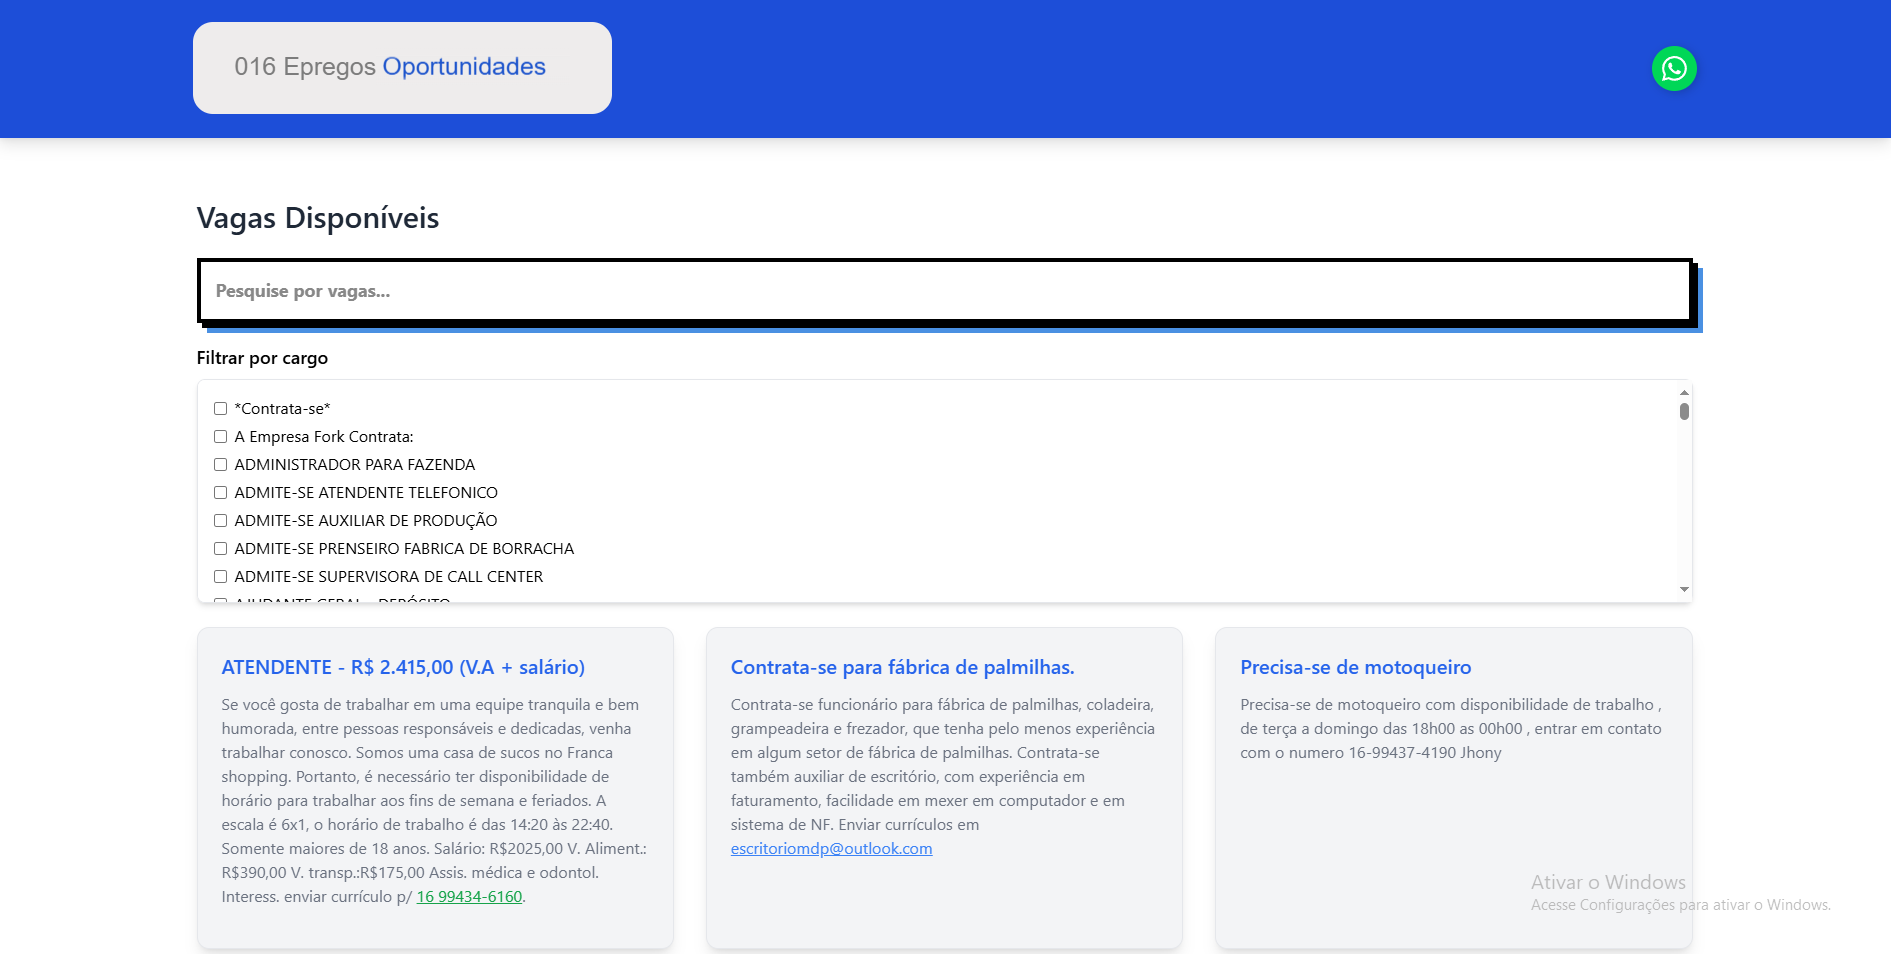 016 Epregos Oportunidades
Vagas Disponíveis
Pesquise por vagas...
Filtrar por cargo
*Contrata-se*
A Empresa Fork Contrata:
ADMINISTRADOR PARA FAZENDA
ADMITE-SE ATENDENTE TELEFONICO
ADMITE-SE AUXILIAR DE PRODUÇÃO
ADMITE-SE PRENSEIRO FABRICA DE BORRACHA
ADMITE-SE SUPERVISORA DE CALL CENTER
ATENDENTE - R$ 2.415,00 (V.A + salário)
Se você gosta de trabalhar em uma equipe tranquila e bem
humorada, entre pessoas responsáveis e dedicadas, venha
trabalhar conosco. Somos uma casa de sucos no Franca
shopping. Portanto, é necessário ter disponibilidade de
horário para trabalhar aos fins de semana e feriados. A
escala é 6x1, o horário de trabalho é das 14:20 às 22:40.
Somente maiores de 18 anos. Salário: R$2025,00 V. Aliment.:
R$390,00 V. transp.:R$175,00 Assis. médica e odontol.
Interess. enviar currículo p/ 16 99434-6160.
Contrata-se para fábrica de palmilhas.
Contrata-se funcionário para fábrica de palmilhas, coladeira,
grampeadeira e frezador, que tenha pelo menos experiência
em algum setor de fábrica de palmilhas. Contrata-se
também auxiliar de escritório, com experiência em
faturamento, facilidade em mexer em computador e em
sistema de NF. Enviar currículos em
escritoriomdp@outlook.com
Precisa-se de motoqueiro
Precisa-se de motoqueiro com disponibilidade de trabalho ,
de terça a domingo das 18h00 as 00h00 , entrar em contato
com o numero 16-99437-4190 Jhony
Ativar o Windows
Acesse Configurações para ativar o Windows.